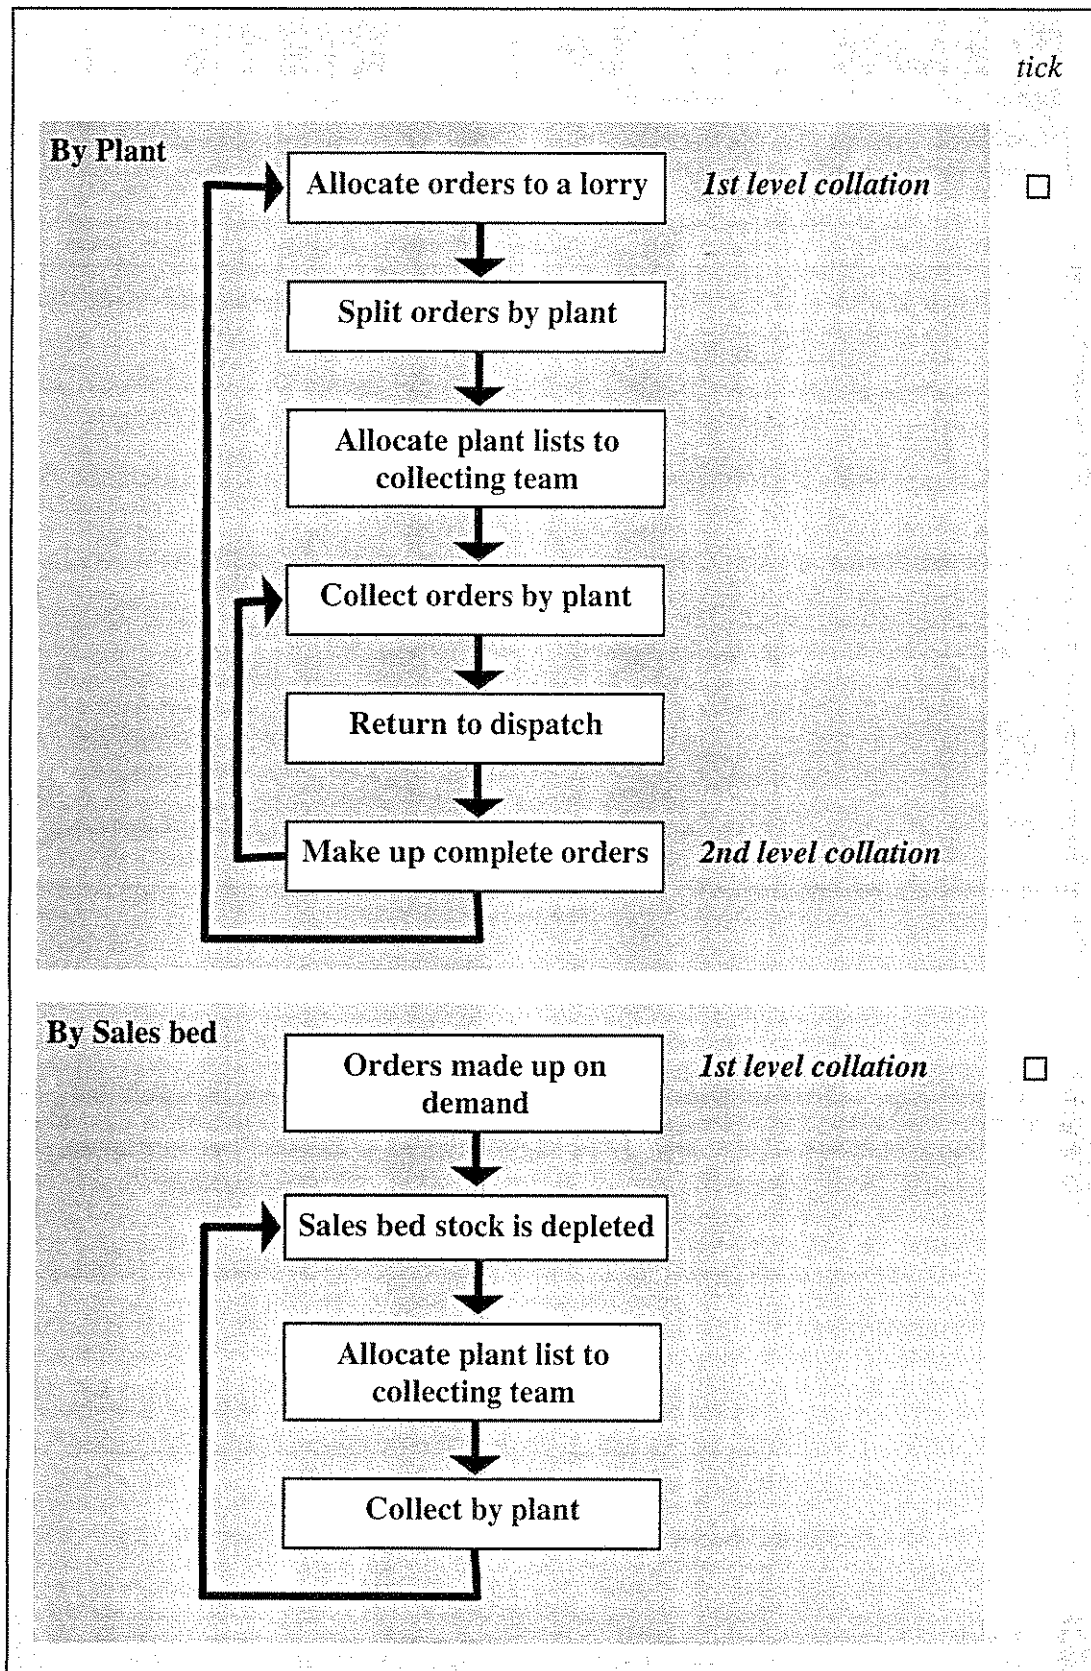 tick
By Plant
Allocate orders to a lorry
1st level collation
Split orders by plant
Allocate plant lists to
collecting team
Collect orders by plant
Return to dispatch
Make up complete orders
2nd level collation
By Sales bed
Orders made up on
demand
1st level collation
Sales bed stock is depleted
Allocate plant list to
collecting team
Collect by plant